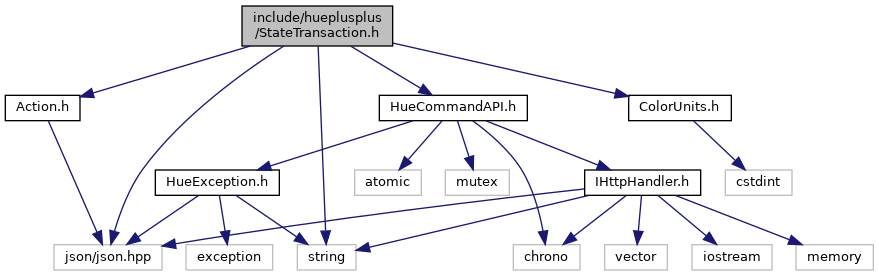 include/hueplusplus
/StateTransaction.h
Action.h
HueCommandAPI.h
ColorUnits.h
HueException.h
atomic
mutex
IHttpHandler.h
cstdint
json/json.hpp
exception
string
chrono
vector
iostream
memory